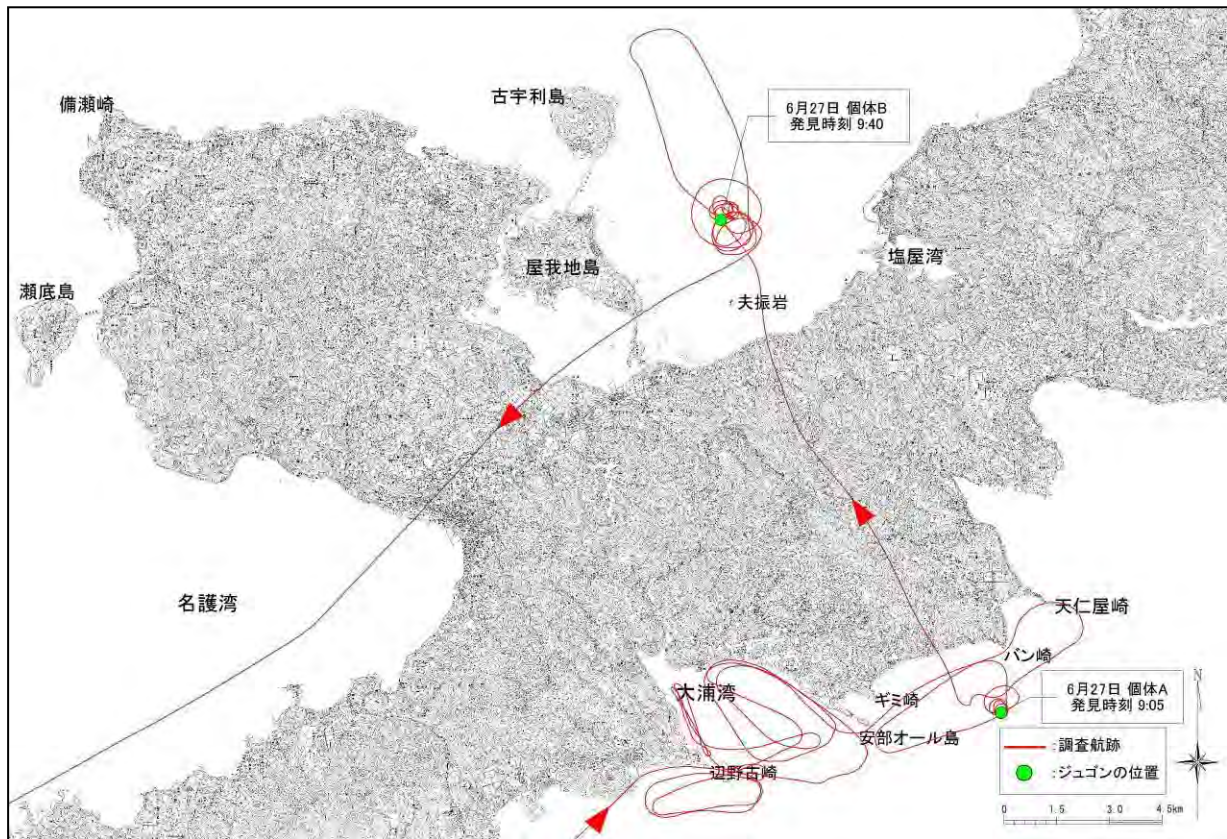 備瀬崎
古宇利島
6月27日 個体B
発見時刻 9:40
塩屋湾
屋我地島
瀬底島
夫振岩
名護湾
天仁屋崎
バン崎
大浦湾
ギミ崎
6月27日 個体A
発見時刻 9:05
安部オール島
辺野古崎
N
:調査航跡
:ジュゴンの位置
0 1.5 3.0 4.5km